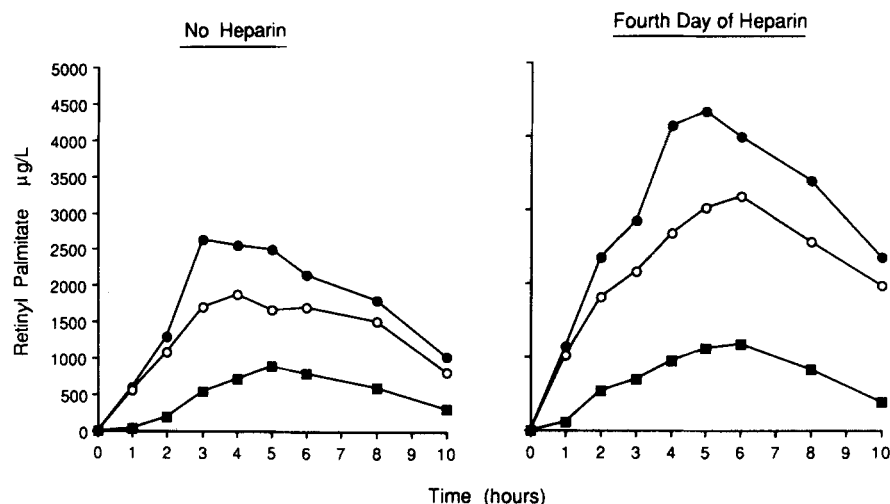 No Heparin
Fourth Day of Heparin
Retinyl Palmitate µg/L
5000
4500
4000
3500
3000
2500
2000
1500
1000
500
0
0 1 2 3 4 5 6 7 8 9 10
0 1 2 3 4 5 6 7 8 9 10
Time (hours)